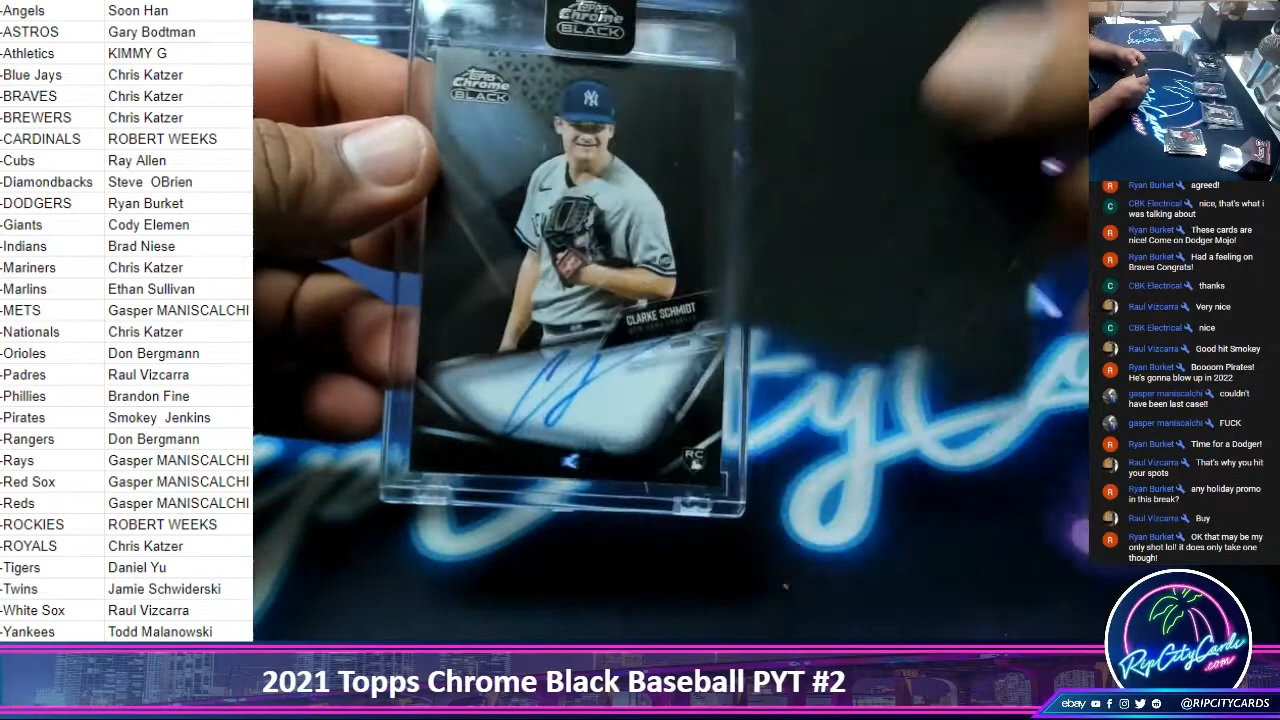 -Angels Soon Han
-ASTROS Gary Bodtman
-Athletics KIMMY G
-Blue Jays Chris Katzer
-BRAVES Chris Katzer
-BREWERS Chris Katzer
-CARDINALS ROBERT WEEKS
-Cubs Ray Allen
-Diamondbacks Steve OBrien
-DODGERS Ryan Burket
-Giants Cody Elemen
-Indians Brad Niese
-Mariners Chris Katzer
-Marlins Ethan Sullivan
-METS Gasper MANISCALCHI
-Nationals Chris Katzer
-Orioles Don Bergmann
-Padres Raul Vizcarra
-Phillies Brandon Fine
-Pirates Smokey Jenkins
-Rangers Don Bergmann
-Rays Gasper MANISCALCHI
-Red Sox Gasper MANISCALCHI
-Reds Gasper MANISCALCHI
-ROCKIES ROBERT WEEKS
-ROYALS Chris Katzer
-Tigers Daniel Yu
-Twins Jamie Schwiderski
-White Sox Raul Vizcarra
-Yankees Todd Malanowski
Topps
Chrome
BLACK
Topps
Chrome
BLACK
NY
CLARKE SCHMIDT
RC
R Ryan Burket agreed!
C CBK Electrical nice, that's what i
was talking about
R Ryan Burket These cards are
nice! Come on Dodger Mojo!
R Ryan Burket Had a feeling on
Braves Congrats!
C CBK Electrical thanks
Raul Vizcarra Very nice
C CBK Electrical nice
Raul Vizcarra Good hit Smokey
R Ryan Burket Boooom Pirates!
He's gonna blow up in 2022
gasper maniscalchi couldn't
have been last case!!
gasper maniscalchi FUCK
R Ryan Burket Time for a Dodger!
Raul Vizcarra That's why you hit
your spots
R Ryan Burket any holiday promo
in this break?
Raul Vizcarra Buy
R Ryan Burket OK that may be my
only shot lol! it does only take one
though!
RipCityCards
.com
2021 Topps Chrome Black Baseball PYT #2
ebay @RIPCITYCARDS